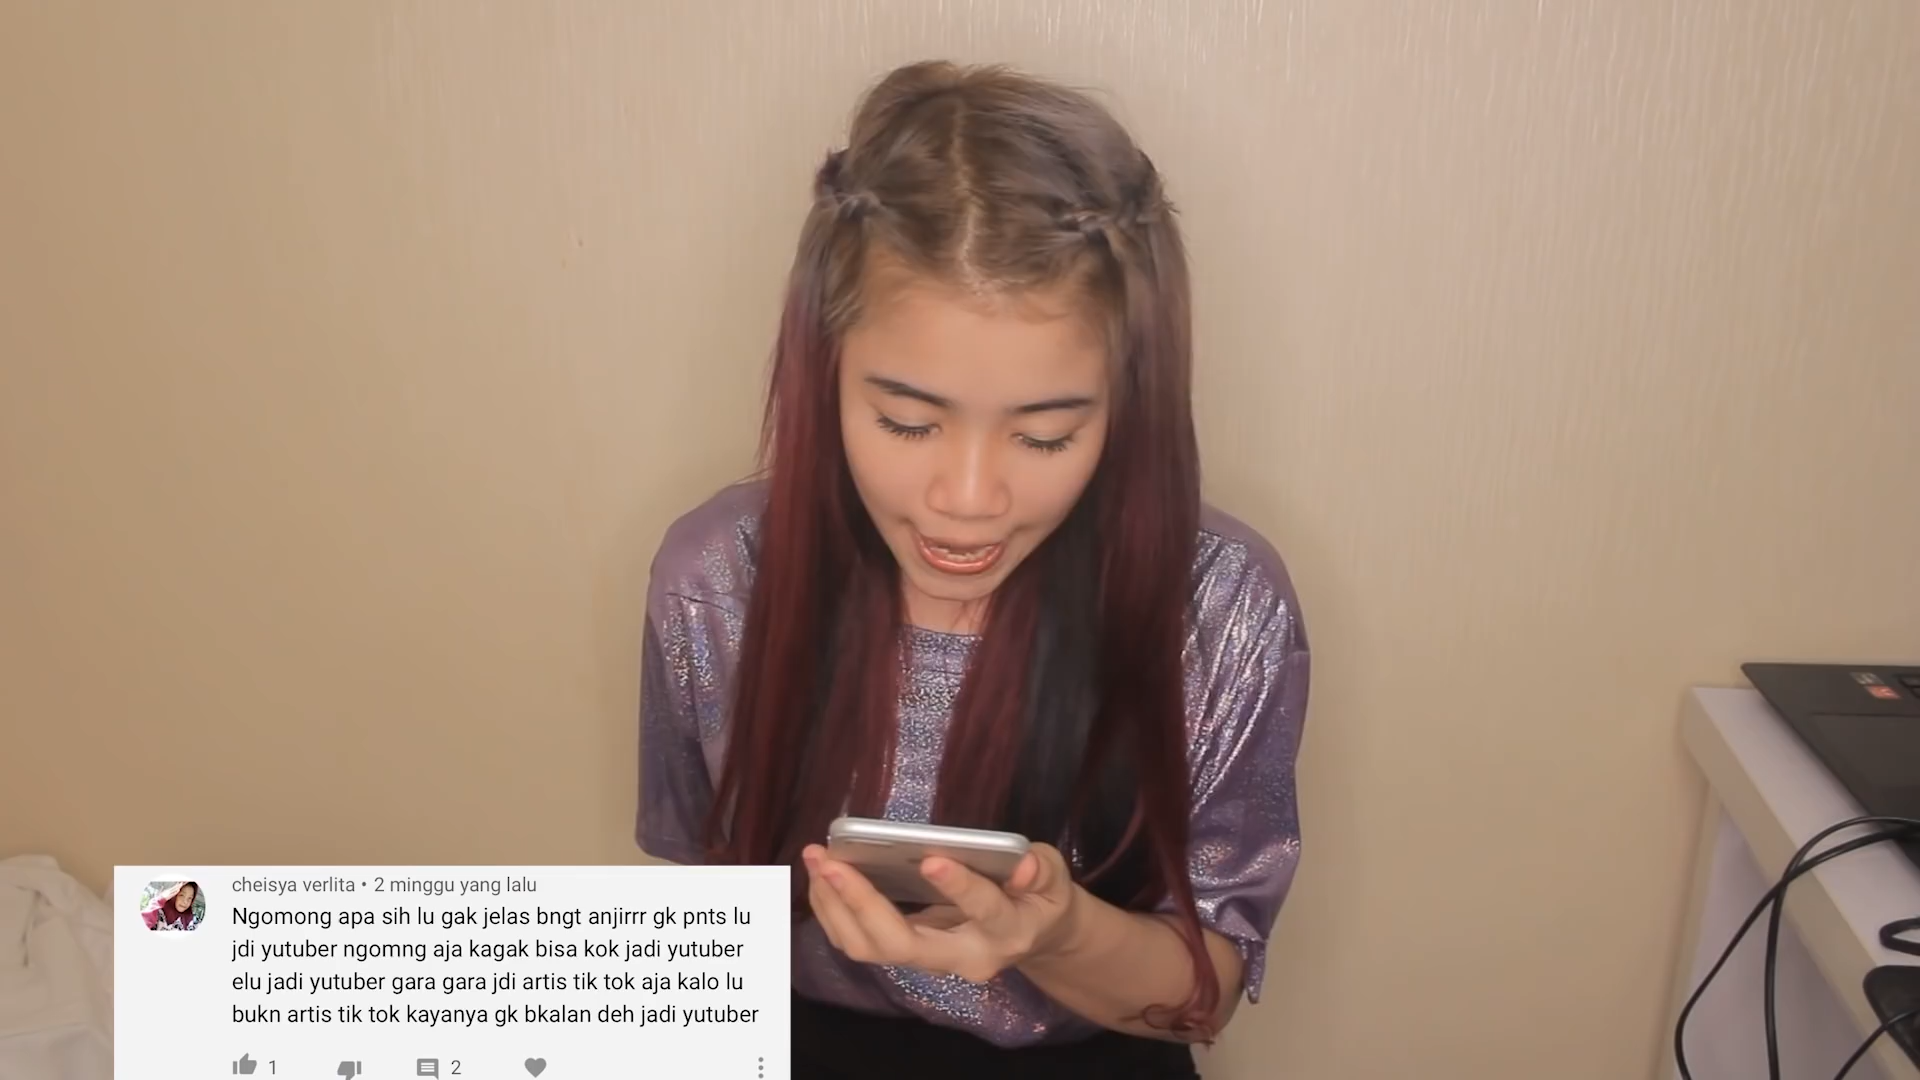 cheisya verlita • 2 minggu yang lalu
Ngomong apa sih lu gak jelas bngt anjirrr gk pnts lu
jdi yutuber ngomng aja kagak bisa kok jadi yutuber
elu jadi yutuber gara gara jdi artis tik tok aja kalo lu
bukn artis tik tok kayanya gk bkalan deh jadi yutuber
1
2